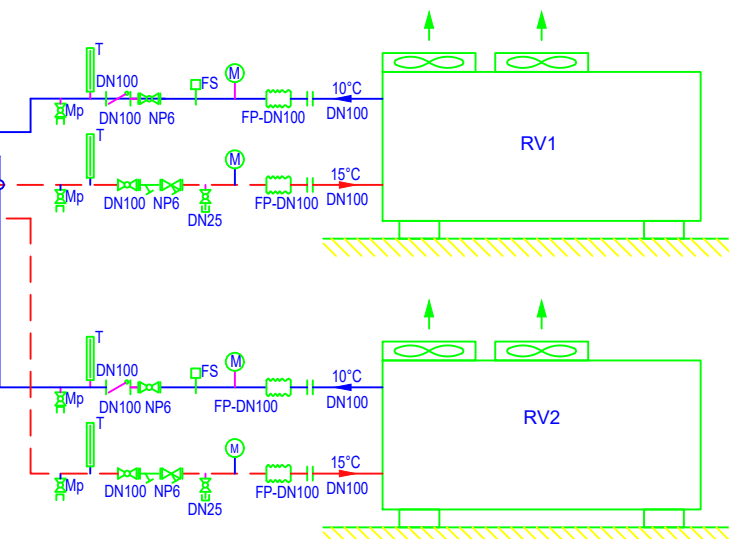 T
DN100
FS
M
10°C
Mp
DN100 NP6
FP-DN100
DN100
RV1
T
M
15°C
Mp
DN100 NP6
FP-DN100
DN100
DN25
T
DN100
FS
M
10°C
Mp
DN100 NP6
FP-DN100
DN100
RV2
T
M
15°C
Mp
DN100 NP6
FP-DN100
DN100
DN25